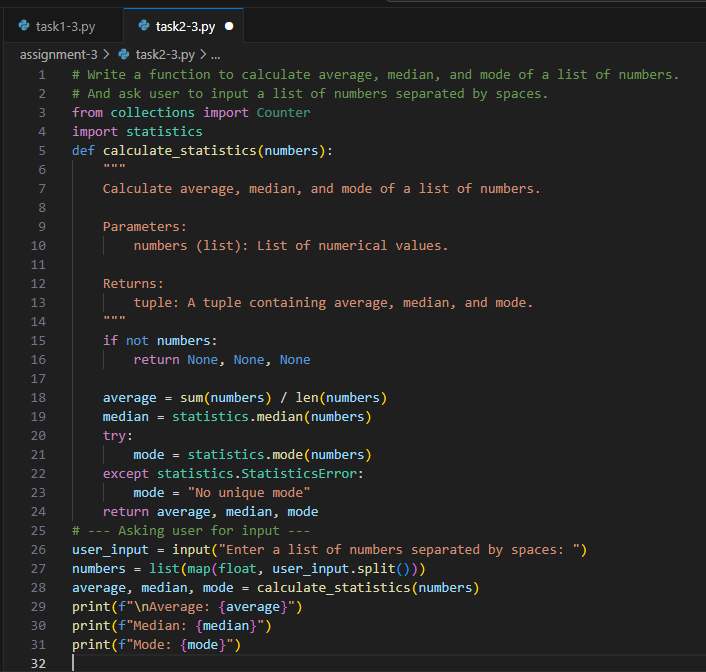 task1-3.py
task2-3.py
assignment-3 > task2-3.py > ...
1 # Write a function to calculate average, median, and mode of a list of numbers.
2 # And ask user to input a list of numbers separated by spaces.
3 from collections import Counter
4 import statistics
5 def calculate_statistics(numbers):
6     """
7     Calculate average, median, and mode of a list of numbers.
8
9     Parameters:
10         numbers (list): List of numerical values.
11
12     Returns:
13         tuple: A tuple containing average, median, and mode.
14     """
15     if not numbers:
16         return None, None, None
17
18     average = sum(numbers) / len(numbers)
19     median = statistics.median(numbers)
20     try:
21         mode = statistics.mode(numbers)
22     except statistics.StatisticsError:
23         mode = "No unique mode"
24     return average, median, mode
25 # --- Asking user for input ---
26 user_input = input("Enter a list of numbers separated by spaces: ")
27 numbers = list(map(float, user_input.split()))
28 average, median, mode = calculate_statistics(numbers)
29 print(f"\nAverage: {average}")
30 print(f"Median: {median}")
31 print(f"Mode: {mode}")
32